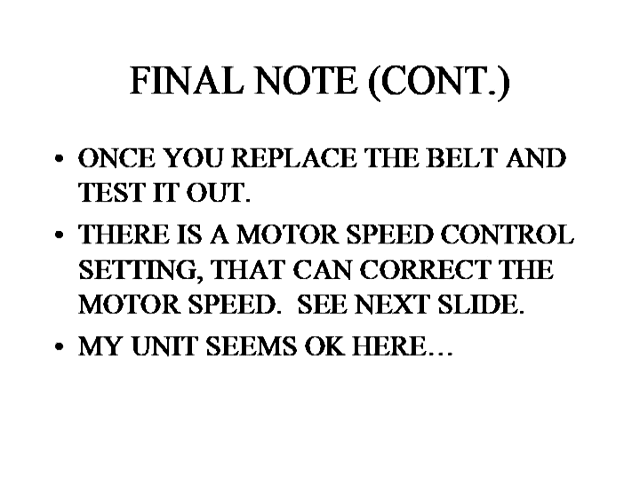 FINAL NOTE (CONT.)
• ONCE YOU REPLACE THE BELT AND
TEST IT OUT.
• THERE IS A MOTOR SPEED CONTROL
SETTING, THAT CAN CORRECT THE
MOTOR SPEED.  SEE NEXT SLIDE.
• MY UNIT SEEMS OK HERE…